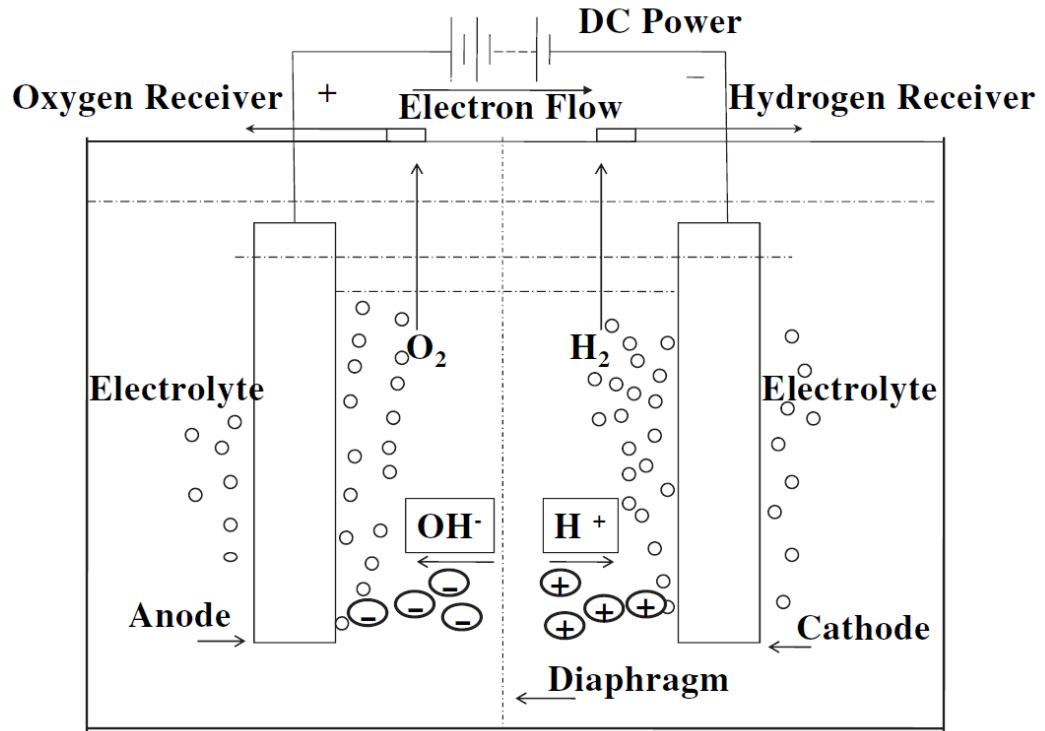 DC Power
Oxygen Receiver
+
−
Electron Flow
Hydrogen Receiver
O2
H2
Electrolyte
Electrolyte
OH-
H +
−
−
−
−
+
+
+
+
Anode
Cathode
Diaphragm